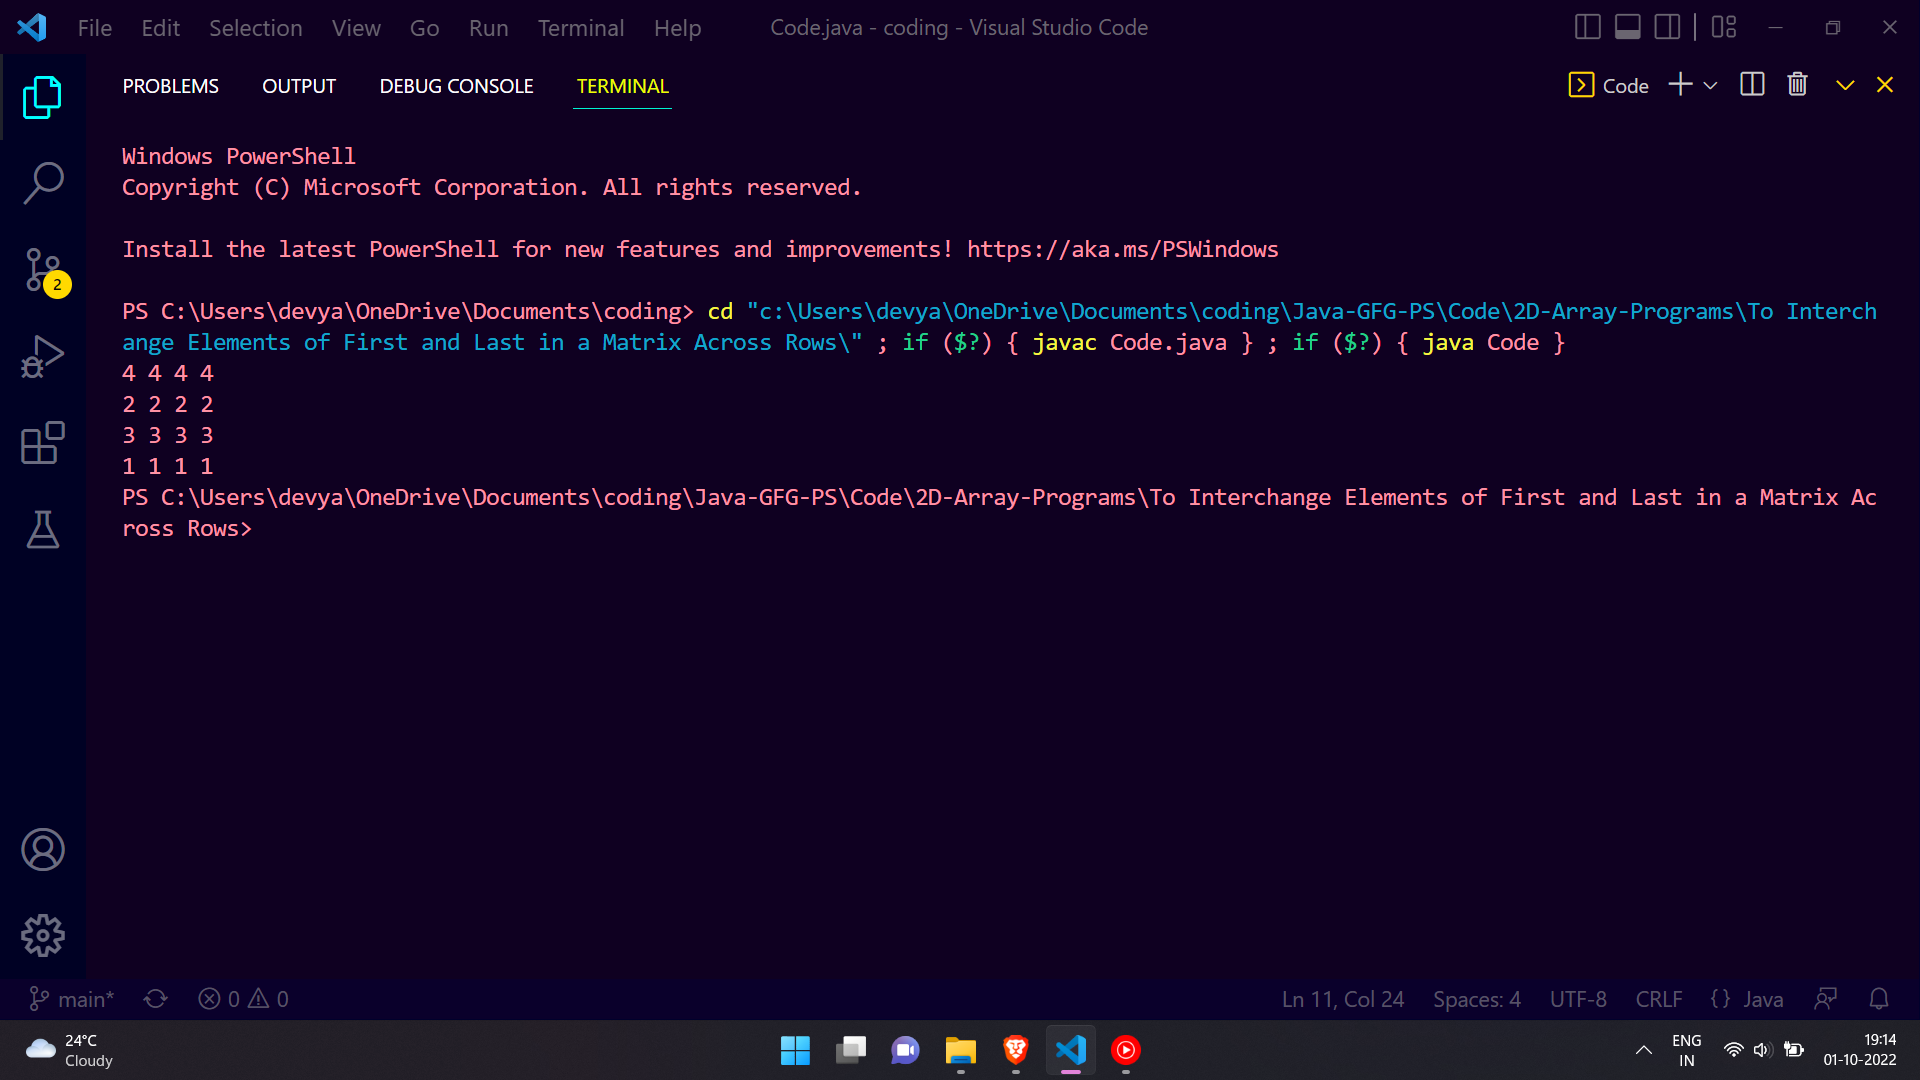 File Edit Selection View Go Run Terminal Help Code.java - coding - Visual Studio Code
PROBLEMS OUTPUT DEBUG CONSOLE TERMINAL Code
Windows PowerShell
Copyright (C) Microsoft Corporation. All rights reserved.
Install the latest PowerShell for new features and improvements! https://aka.ms/PSWindows
PS C:\Users\devya\OneDrive\Documents\coding> cd "c:\Users\devya\OneDrive\Documents\coding\Java-GFG-PS\Code\2D-Array-Programs\To Interch
ange Elements of First and Last in a Matrix Across Rows\" ; if ($?) { javac Code.java } ; if ($?) { java Code }
4 4 4 4
2 2 2 2
3 3 3 3
1 1 1 1
PS C:\Users\devya\OneDrive\Documents\coding\Java-GFG-PS\Code\2D-Array-Programs\To Interchange Elements of First and Last in a Matrix Ac
ross Rows>
2
main* 0 0 Ln 11, Col 24 Spaces: 4 UTF-8 CRLF {} Java
24°C
Cloudy
ENG
IN
19:14
01-10-2022